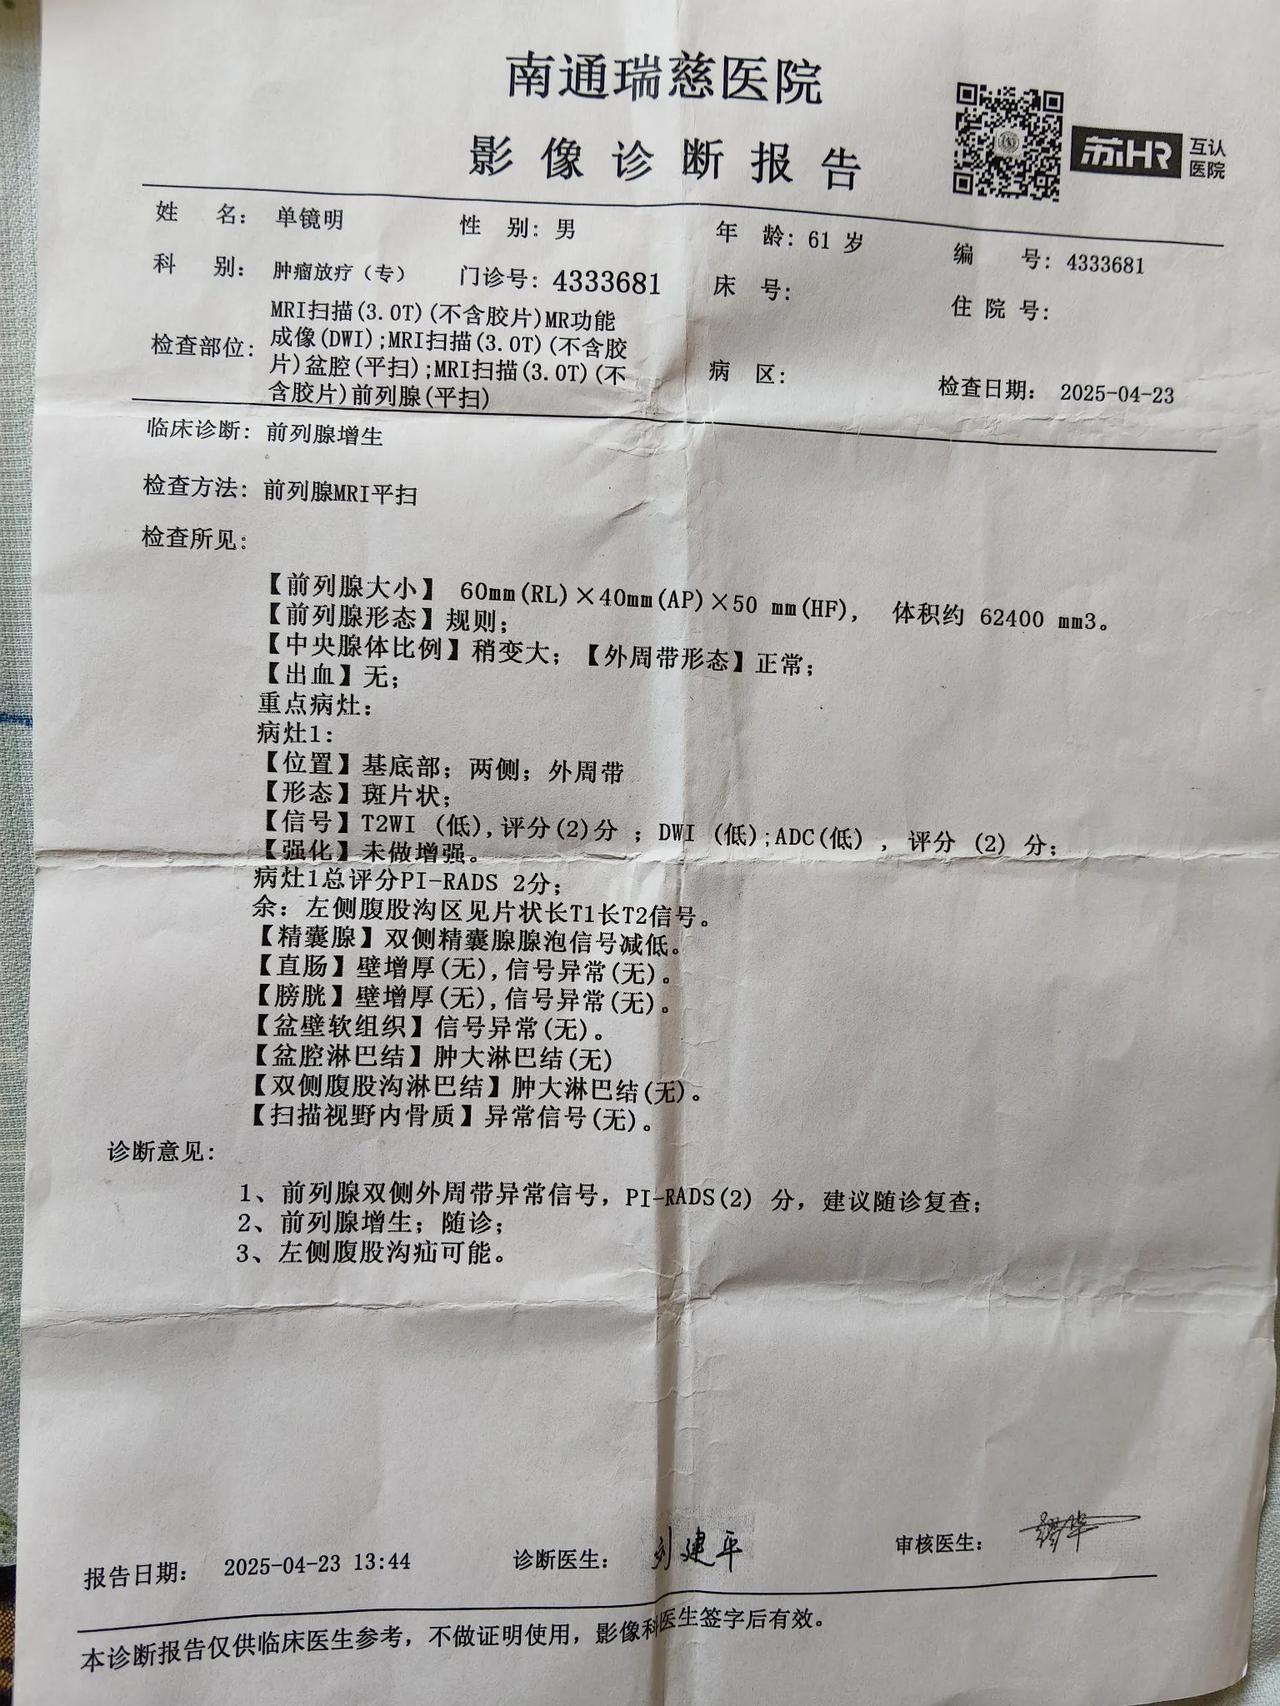 南通瑞慈医院
影像诊断报告
苏HR 互认医院
姓 名： 单镜明 性 别：男 年 龄：61 岁 编 号：4333681
科 别： 肿瘤放疗（专） 门诊号：4333681 床 号： 住 院 号：
检查部位： MRI扫描(3.0T)(不含胶片)MR功能
成像(DWI);MRI扫描(3.0T)(不含胶
片)盆腔(平扫);MRI扫描(3.0T)(不
含胶片)前列腺(平扫)
病 区： 检查日期： 2025-04-23
临床诊断：前列腺增生
检查方法：前列腺MRI平扫
检查所见：
【前列腺大小】 60mm(RL)×40mm(AP)×50 mm(HF)， 体积约 62400 mm3。
【前列腺形态】规则；
【中央腺体比例】稍变大；【外周带形态】正常；
【出血】无；
重点病灶：
病灶1：
【位置】基底部；两侧；外周带
【形态】斑片状；
【信号】T2WI (低),评分(2)分 ；DWI (低);ADC(低) ，评分 (2) 分；
【强化】未做增强。
病灶1总评分PI-RADS 2分；
余：左侧腹股沟区见片状长T1长T2信号。
【精囊腺】双侧精囊腺腺泡信号减低。
【直肠】壁增厚(无),信号异常(无)。
【膀胱】壁增厚(无),信号异常(无)。
【盆壁软组织】信号异常(无)。
【盆腔淋巴结】肿大淋巴结(无)
【双侧腹股沟淋巴结】肿大淋巴结(无)。
【扫描视野内骨质】异常信号(无)。
诊断意见：
1、前列腺双侧外周带异常信号，PI-RADS(2) 分，建议随诊复查；
2、前列腺增生；随诊；
3、左侧腹股沟疝可能。
报告日期： 2025-04-23 13:44 诊断医生： 刘建平 审核医生：
本诊断报告仅供临床医生参考，不做证明使用，影像科医生签字后有效。